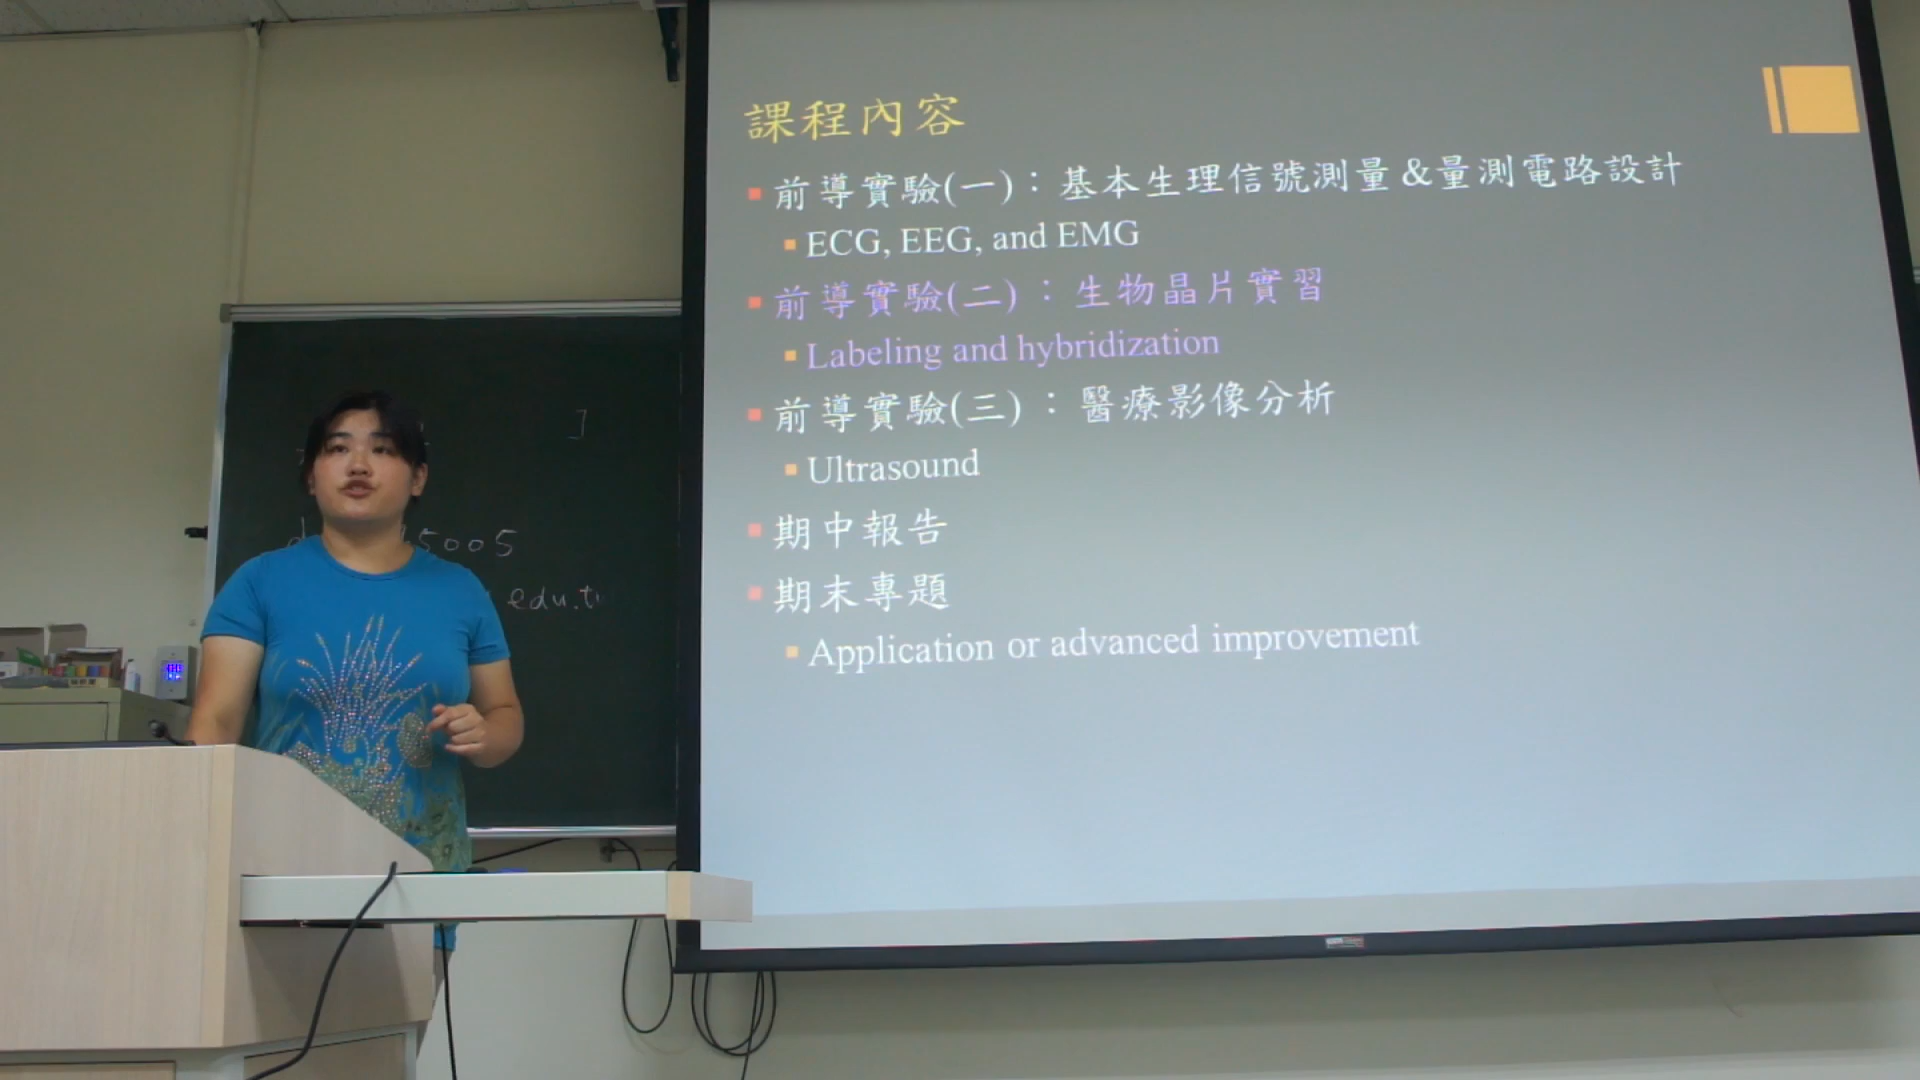 課程內容
前導實驗(一)：基本生理信號測量&量測電路設計
ECG, EEG, and EMG
前導實驗(二)：生物晶片實習
Labeling and hybridization
前導實驗(三)：醫療影像分析
Ultrasound
期中報告
期末專題
Application or advanced improvement
]
5005
edu.t